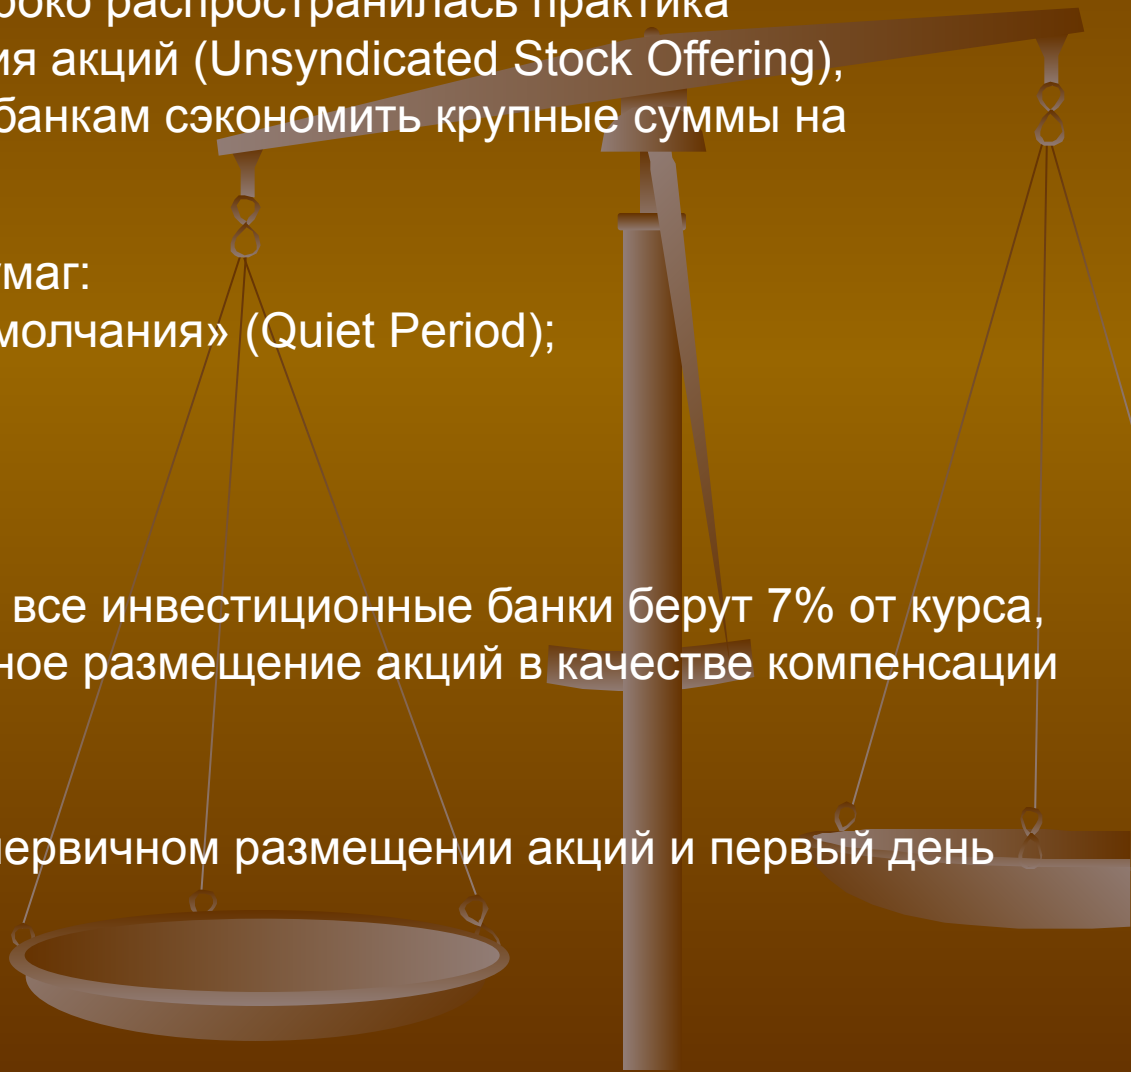 роко распространилась практика
ия акций (Unsyndicated Stock Offering),
банкам сэкономить крупные суммы на
умаг:
молчания» (Quiet Period);
все инвестиционные банки берут 7% от курса,
ное размещение акций в качестве компенсации
первичном размещении акций и первый день